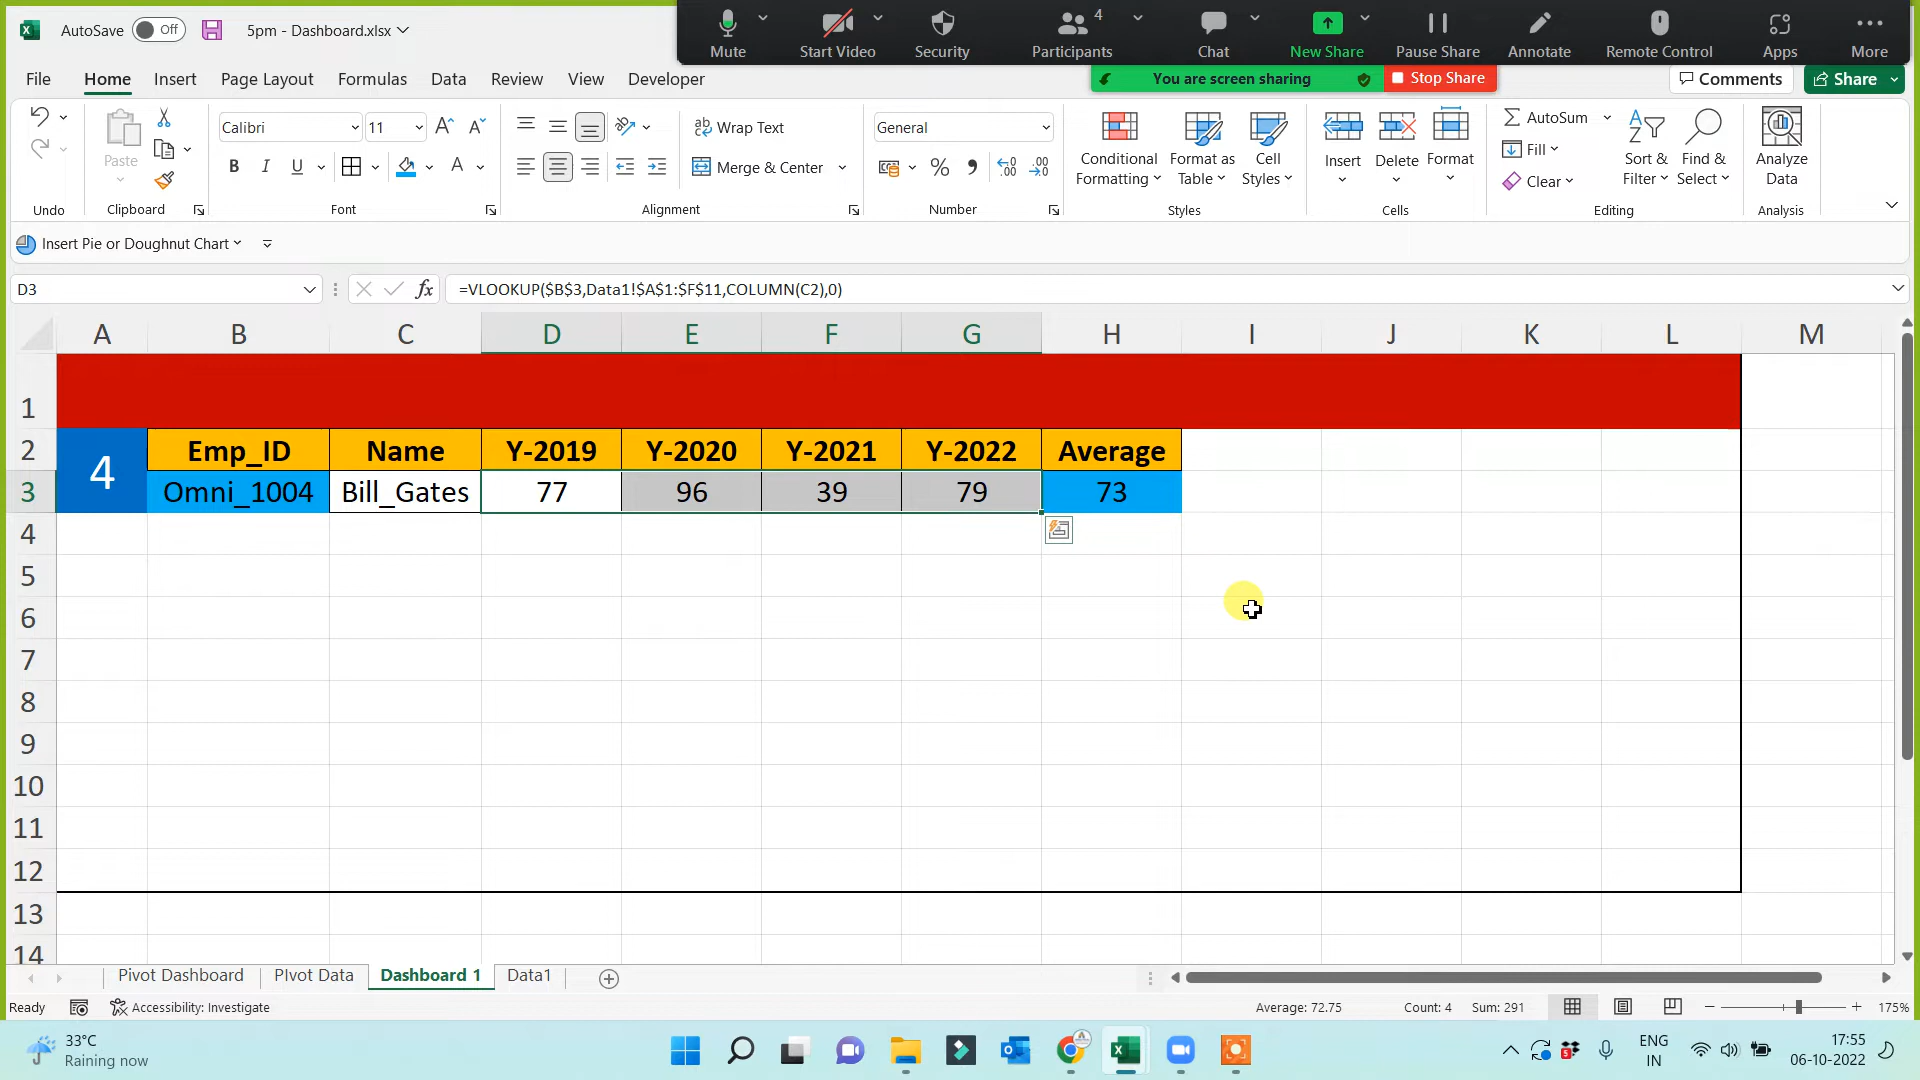 AutoSave Off 5pm - Dashboard.xlsx
Mute Start Video Security Participants 4 Chat New Share Pause Share Annotate Remote Control Apps More
You are screen sharing Stop Share
File Home Insert Page Layout Formulas Data Review View Developer Comments Share
Paste Calibri 11 Wrap Text General Conditional Formatting Format as Table Cell Styles Insert Delete Format AutoSum Sort & Filter Find & Select Analyze Data
B I U A Merge & Center % Fill
Clear
Undo Clipboard Font Alignment Number Styles Cells Editing Analysis
Insert Pie or Doughnut Chart
D3 fx =VLOOKUP($B$3,Data1!$A$1:$F$11,COLUMN(C2),0)
A B C D E F G H I J K L M
1
2 Emp_ID Name Y-2019 Y-2020 Y-2021 Y-2022 Average
4
3 Omni_1004 Bill_Gates 77 96 39 79 73
4
5
6
7
8
9
10
11
12
13
14
Pivot Dashboard PIvot Data Dashboard 1 Data1
Ready Accessibility: Investigate Average: 72.75 Count: 4 Sum: 291 175%
33°C
Raining now
ENG
IN
17:55
06-10-2022